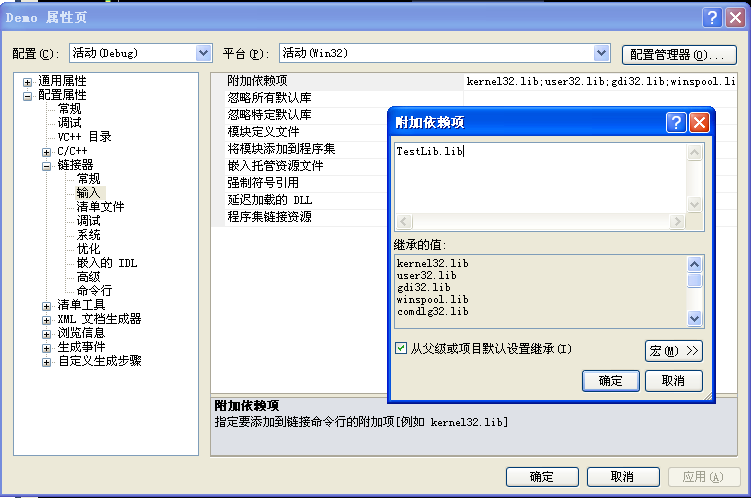 Demo 属性页
配置(C): 活动(Debug) 平台(P): 活动(Win32) 配置管理器(O)...
通用属性
配置属性
常规
调试
VC++ 目录
C/C++
链接器
常规
输入
清单文件
调试
系统
优化
嵌入的 IDL
高级
命令行
清单工具
XML 文档生成器
浏览信息
生成事件
自定义生成步骤
附加依赖项 kernel32.lib;user32.lib;gdi32.lib;winspool.li
忽略所有默认库
忽略特定默认库
模块定义文件
将模块添加到程序集
嵌入托管资源文件
强制符号引用
延迟加载的 DLL
程序集链接资源
附加依赖项
TestLib.lib
继承的值:
kernel32.lib
user32.lib
gdi32.lib
winspool.lib
comdlg32.lib
从父级或项目默认设置继承(I)
宏(M) >>
确定 取消
附加依赖项
指定要添加到链接命令行的附加项[例如 kernel32.lib]
确定 取消 应用(A)